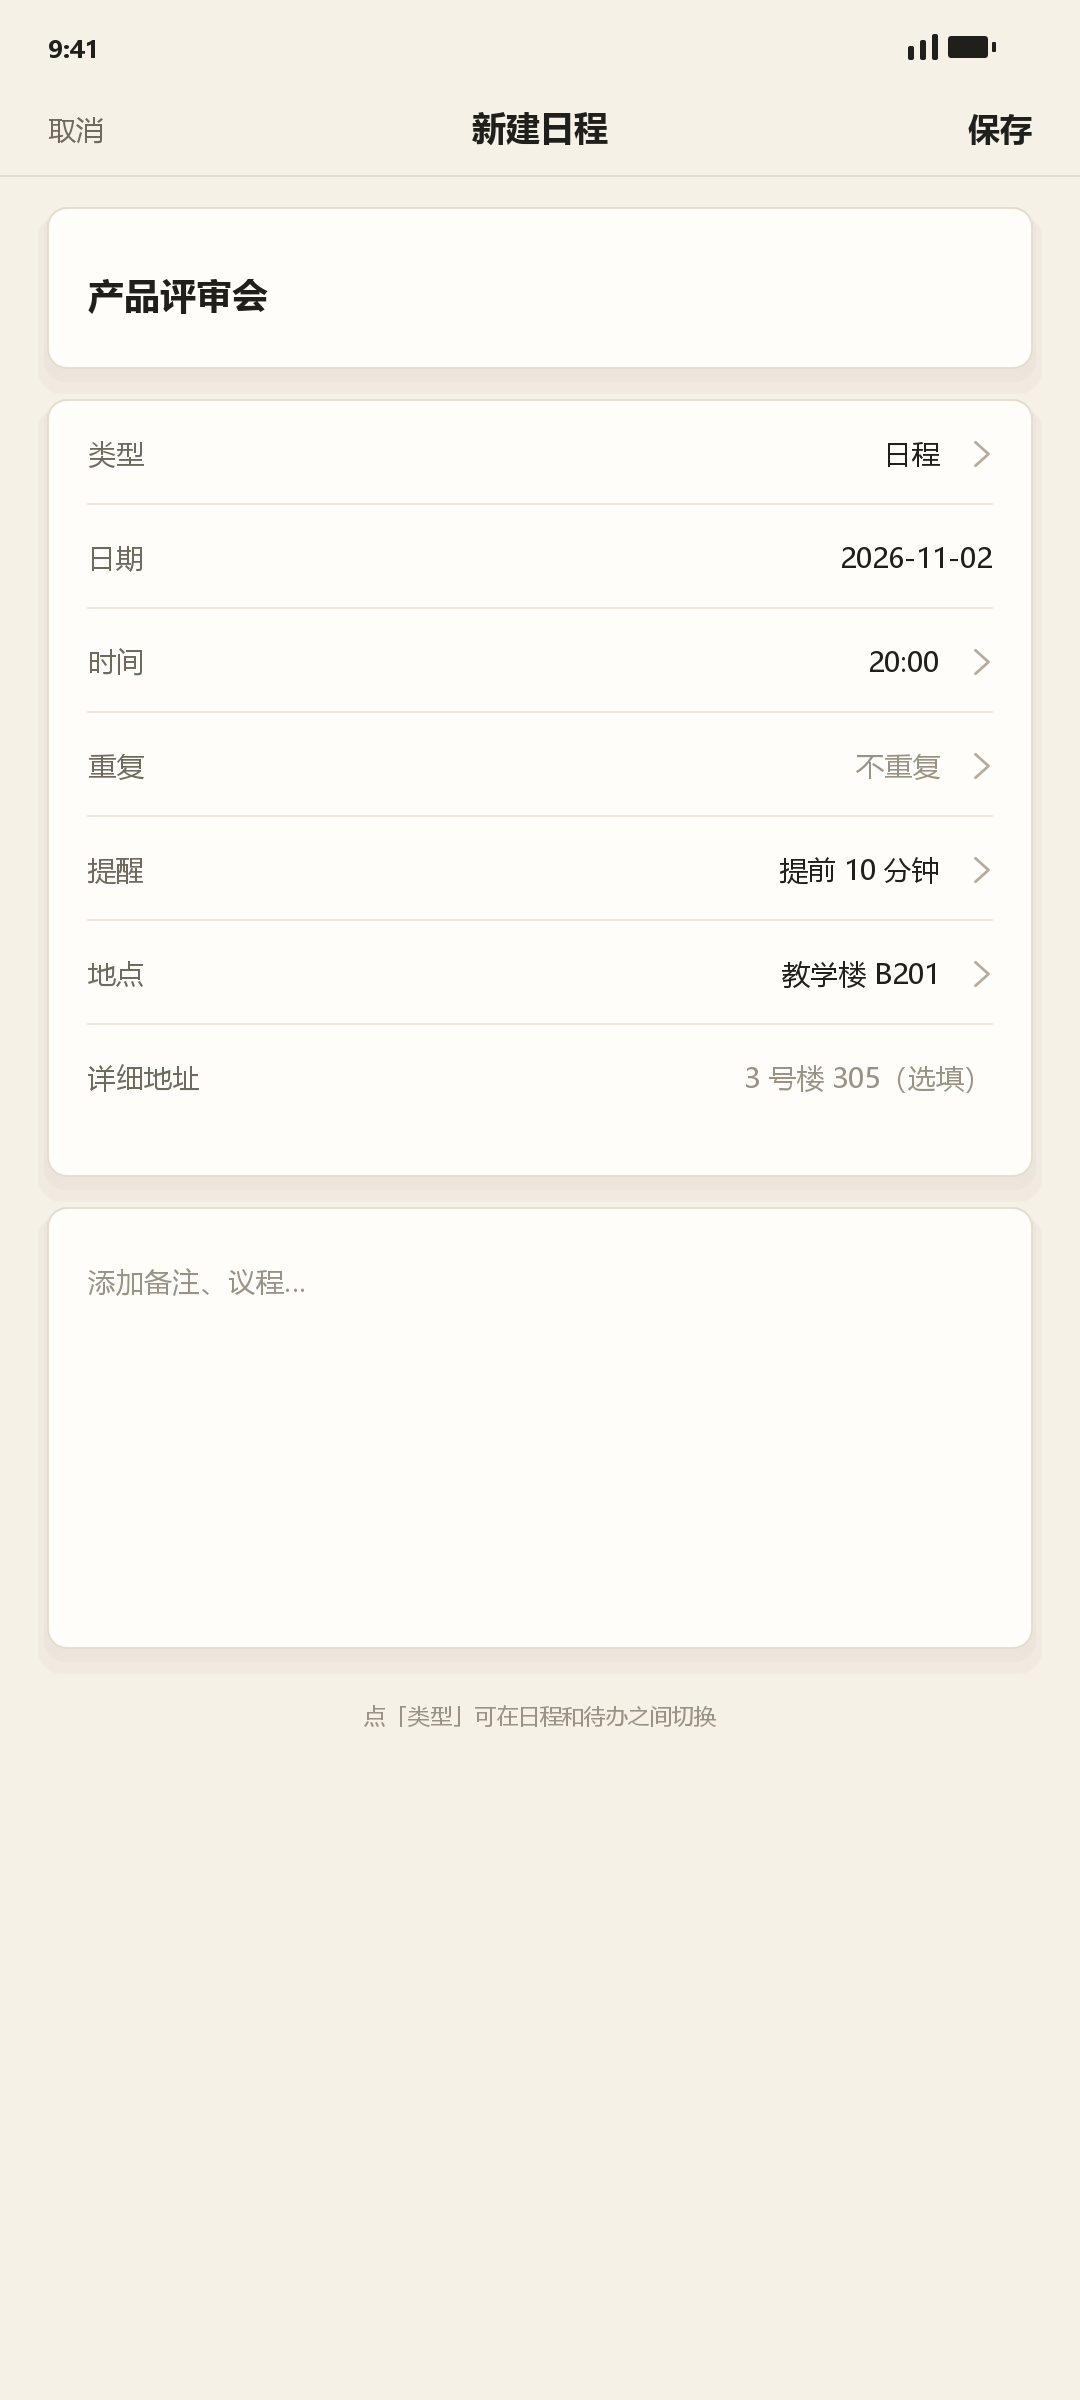 9:41
取消 新建日程 保存
产品评审会
类型 日程
日期 2026-11-02
时间 20:00
重复 不重复
提醒 提前 10 分钟
地点 教学楼 B201
详细地址 3 号楼 305（选填）
添加备注、议程...
点「类型」可在日程和待办之间切换